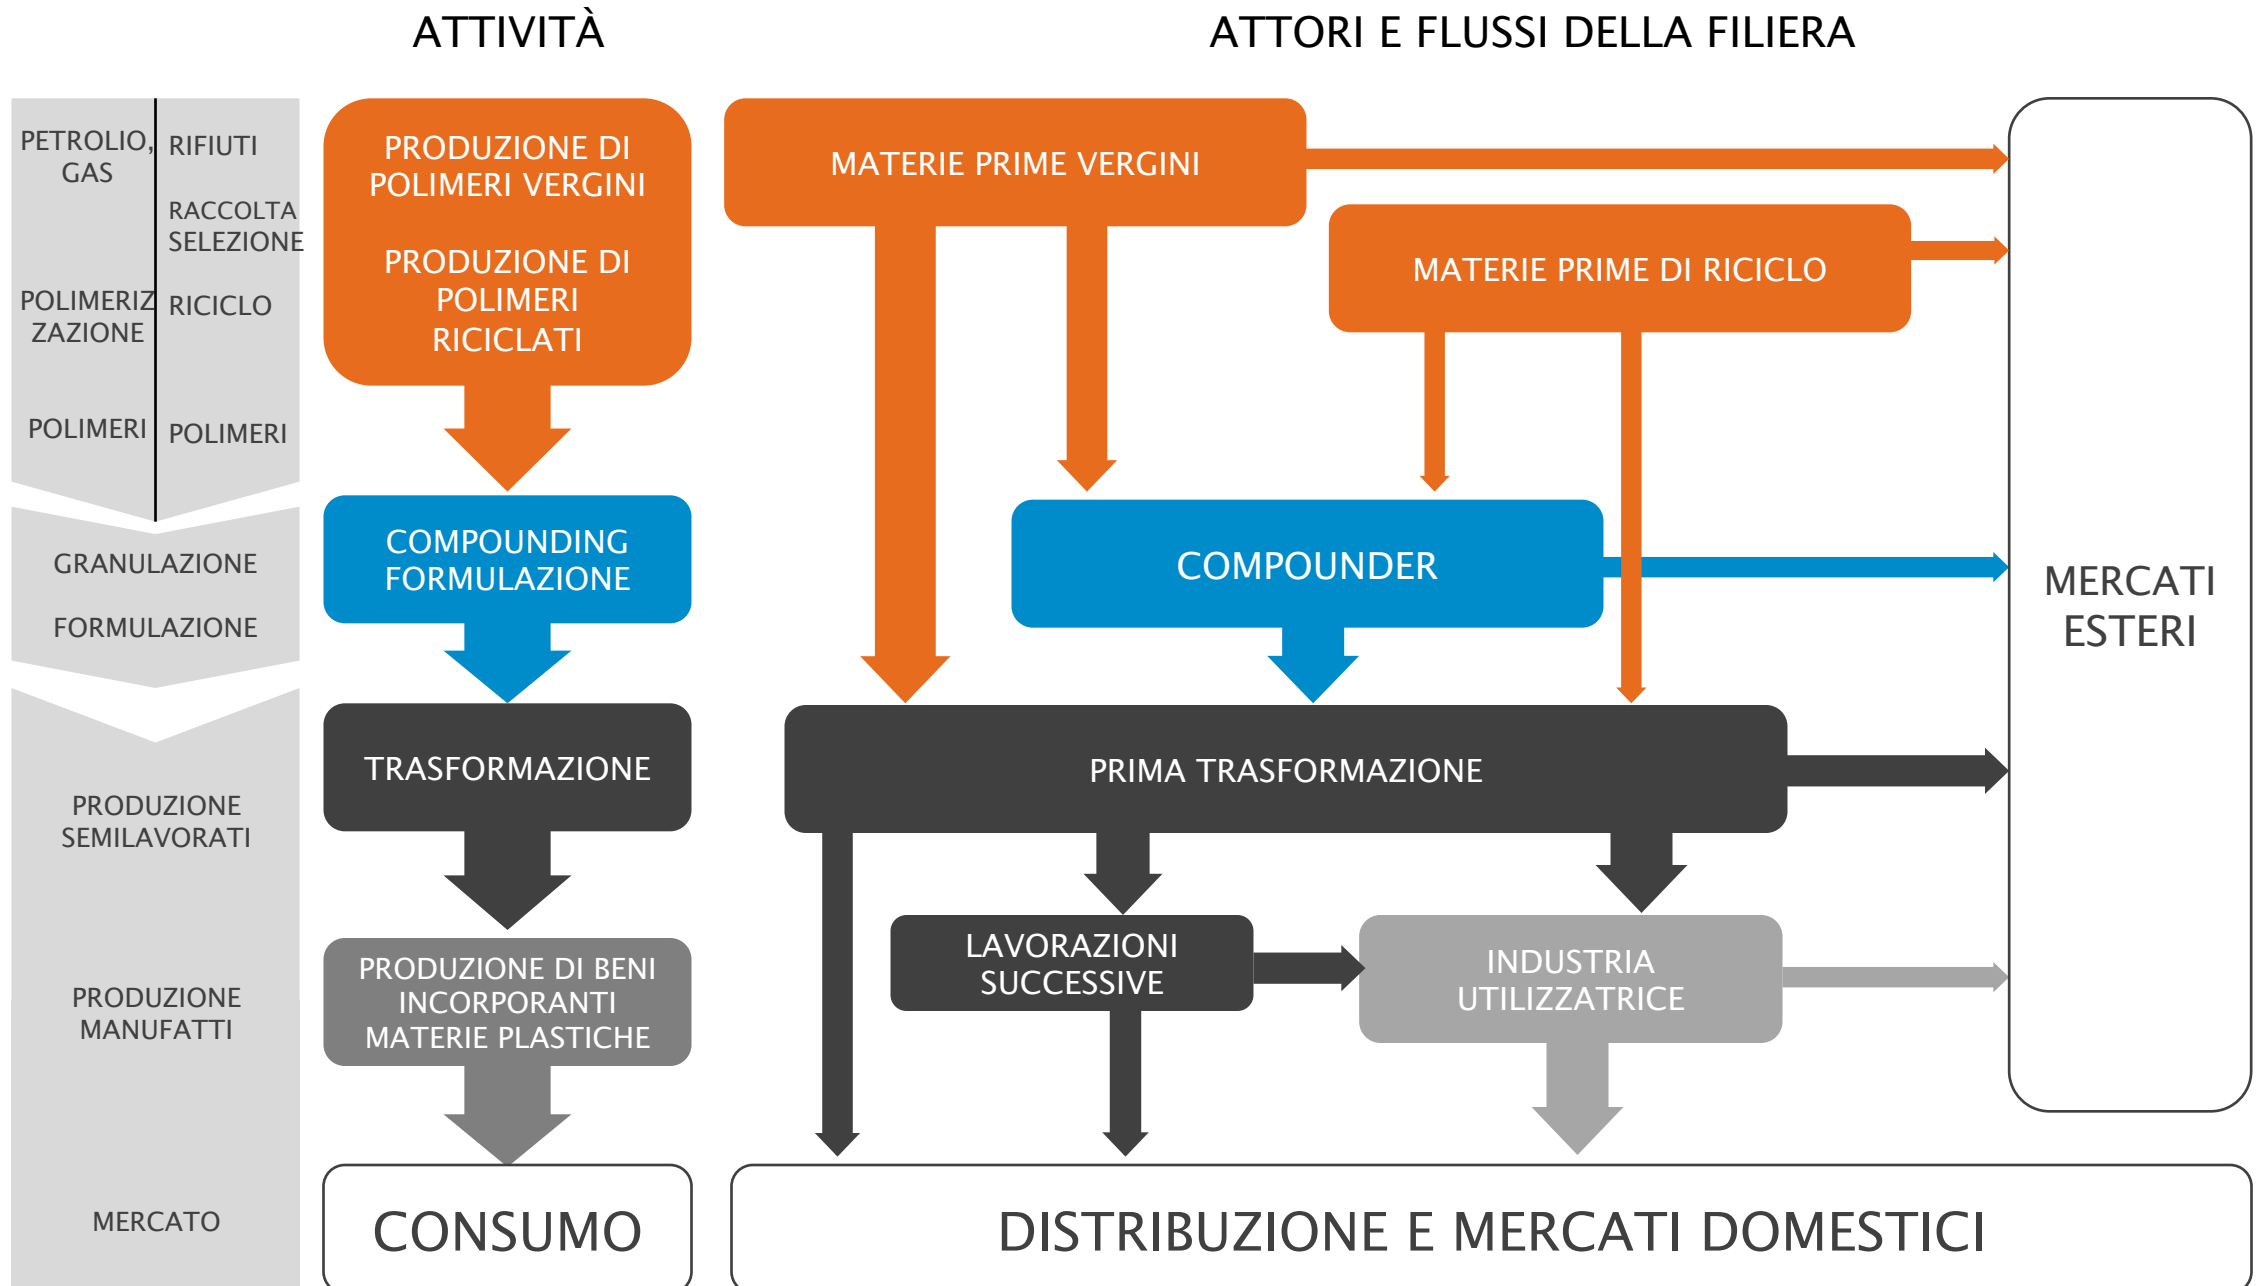 ATTIVITÀ
ATTORI E FLUSSI DELLA FILIERA
PETROLIO,
GAS
POLIMERIZ
ZAZIONE
POLIMERI
RIFIUTI
RACCOLTA
SELEZIONE
RICICLO
POLIMERI
GRANULAZIONE
FORMULAZIONE
PRODUZIONE
SEMILAVORATI
PRODUZIONE
MANUFATTI
MERCATO
PRODUZIONE DI
POLIMERI VERGINI
PRODUZIONE DI
POLIMERI
RICICLATI
COMPOUNDING
FORMULAZIONE
TRASFORMAZIONE
PRODUZIONE DI BENI
INCORPORANTI
MATERIE PLASTICHE
CONSUMO
MATERIE PRIME VERGINI
MATERIE PRIME DI RICICLO
COMPOUNDER
PRIMA TRASFORMAZIONE
LAVORAZIONI
SUCCESSIVE
INDUSTRIA
UTILIZZATRICE
MERCATI
ESTERI
DISTRIBUZIONE E MERCATI DOMESTICI